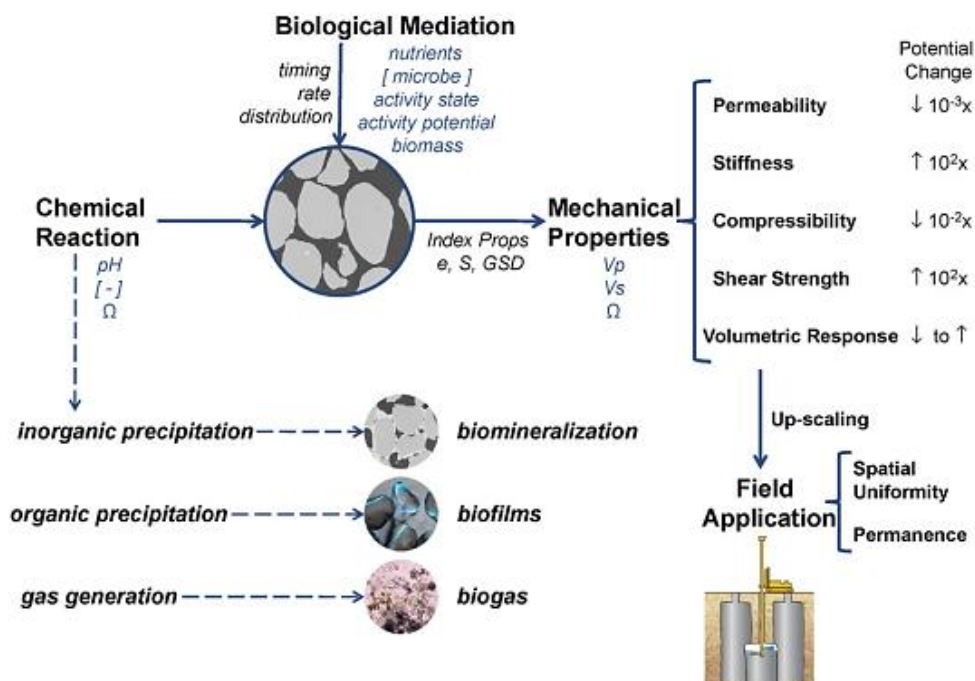 Biological Mediation
timing
rate
distribution
nutrients
[ microbe ]
activity state
activity potential
biomass
Chemical
Reaction
pH
[ - ]
Ω
Index Props
e, S, GSD
Mechanical
Properties
Vp
Vs
Ω
Potential
Change
Permeability ↓ 10⁻³x
Stiffness ↑ 10²x
Compressibility ↓ 10⁻²x
Shear Strength ↑ 10²x
Volumetric Response ↓ to ↑
Up-scaling
Field
Application
Spatial
Uniformity
Permanence
inorganic precipitation
biomineralization
organic precipitation
biofilms
gas generation
biogas